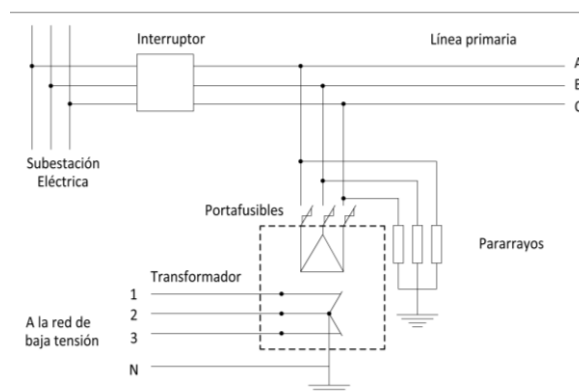 Interruptor
Línea primaria
A
B
C
Subestación
Eléctrica
Portafusibles
Pararrayos
Transformador
1
2
3
N
A la red de
baja tensión